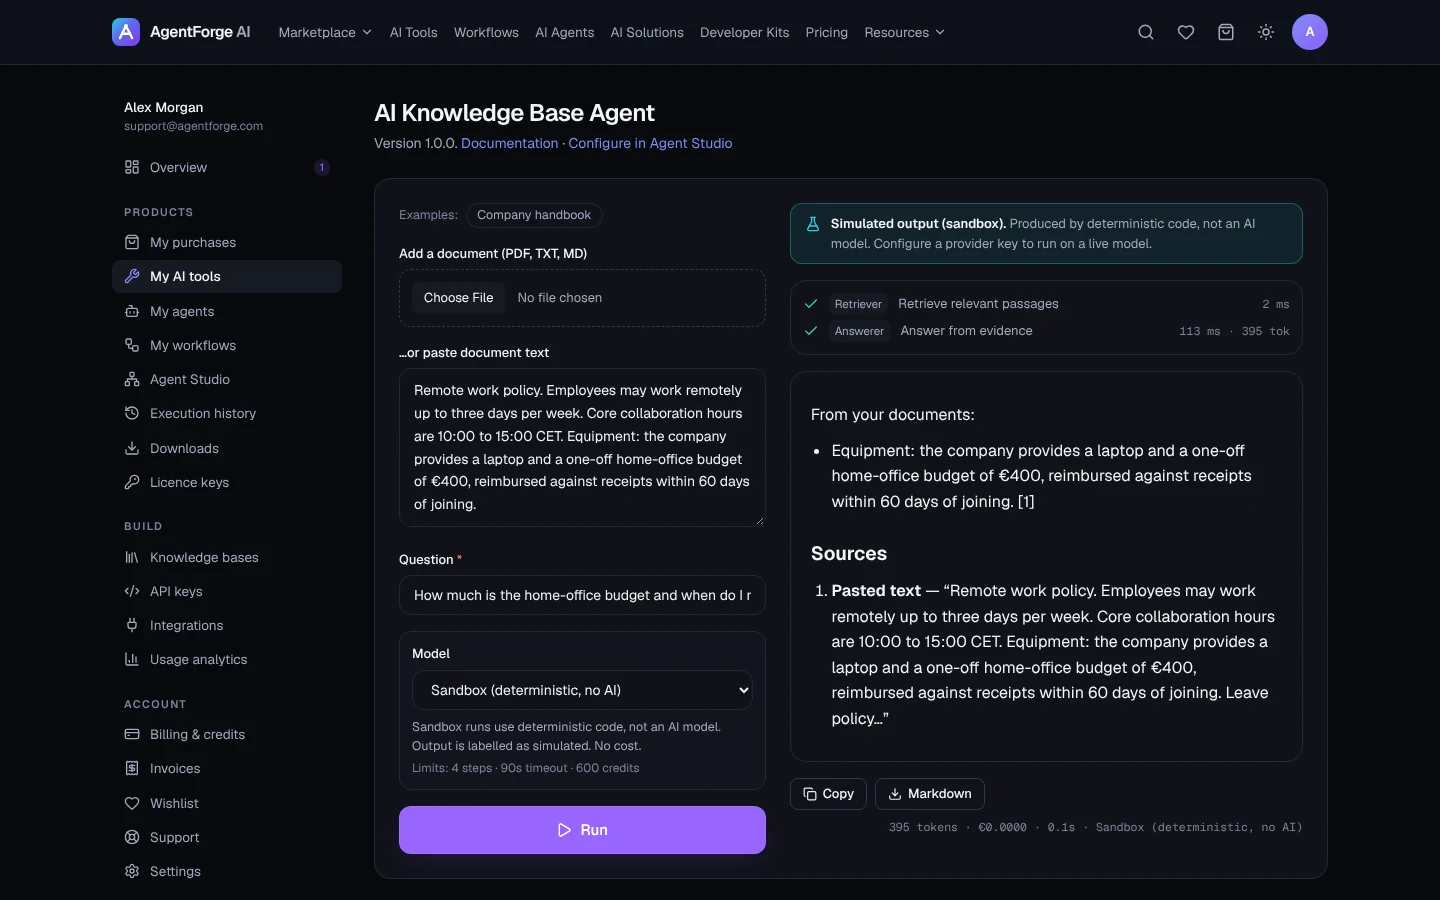 AgentForge AI
Marketplace
AI Tools
Workflows
AI Agents
AI Solutions
Developer Kits
Pricing
Resources
A
Alex Morgan
support@agentforge.com
Overview
1
PRODUCTS
My purchases
My AI tools
My agents
My workflows
Agent Studio
Execution history
Downloads
Licence keys
BUILD
Knowledge bases
API keys
Integrations
Usage analytics
ACCOUNT
Billing & credits
Invoices
Wishlist
Support
Settings
AI Knowledge Base Agent
Version 1.0.0. Documentation · Configure in Agent Studio
Examples: Company handbook
Add a document (PDF, TXT, MD)
Choose File No file chosen
…or paste document text
Remote work policy. Employees may work remotely
up to three days per week. Core collaboration hours
are 10:00 to 15:00 CET. Equipment: the company
provides a laptop and a one-off home-office budget
of €400, reimbursed against receipts within 60 days
of joining.
Question *
How much is the home-office budget and when do I
Model
Sandbox (deterministic, no AI)
Sandbox runs use deterministic code, not an AI model.
Output is labelled as simulated. No cost.
Limits: 4 steps · 90s timeout · 600 credits
Run
Simulated output (sandbox). Produced by deterministic code, not an AI
model. Configure a provider key to run on a live model.
Retriever Retrieve relevant passages 2 ms
Answerer Answer from evidence 113 ms · 395 tok
From your documents:
• Equipment: the company provides a laptop and a one-off
home-office budget of €400, reimbursed against receipts
within 60 days of joining. [1]
Sources
1. Pasted text — “Remote work policy. Employees may work
remotely up to three days per week. Core collaboration hours
are 10:00 to 15:00 CET. Equipment: the company provides a
laptop and a one-off home-office budget of €400,
reimbursed against receipts within 60 days of joining. Leave
policy…”
Copy
Markdown
395 tokens · €0.0000 · 0.1s · Sandbox (deterministic, no AI)